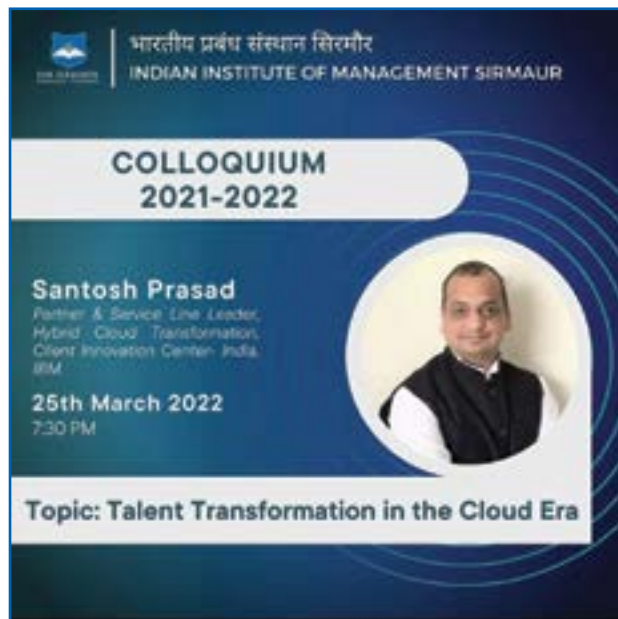 भारतीय प्रबंध संस्थान सिरमौर
INDIAN INSTITUTE OF MANAGEMENT SIRMAUR
COLLOQUIUM
2021-2022
Santosh Prasad
Partner & Service Line Leader,
Hybrid Cloud Transformation,
Client Innovation Center- India,
IBM
25th March 2022
7:30 PM
Topic: Talent Transformation in the Cloud Era